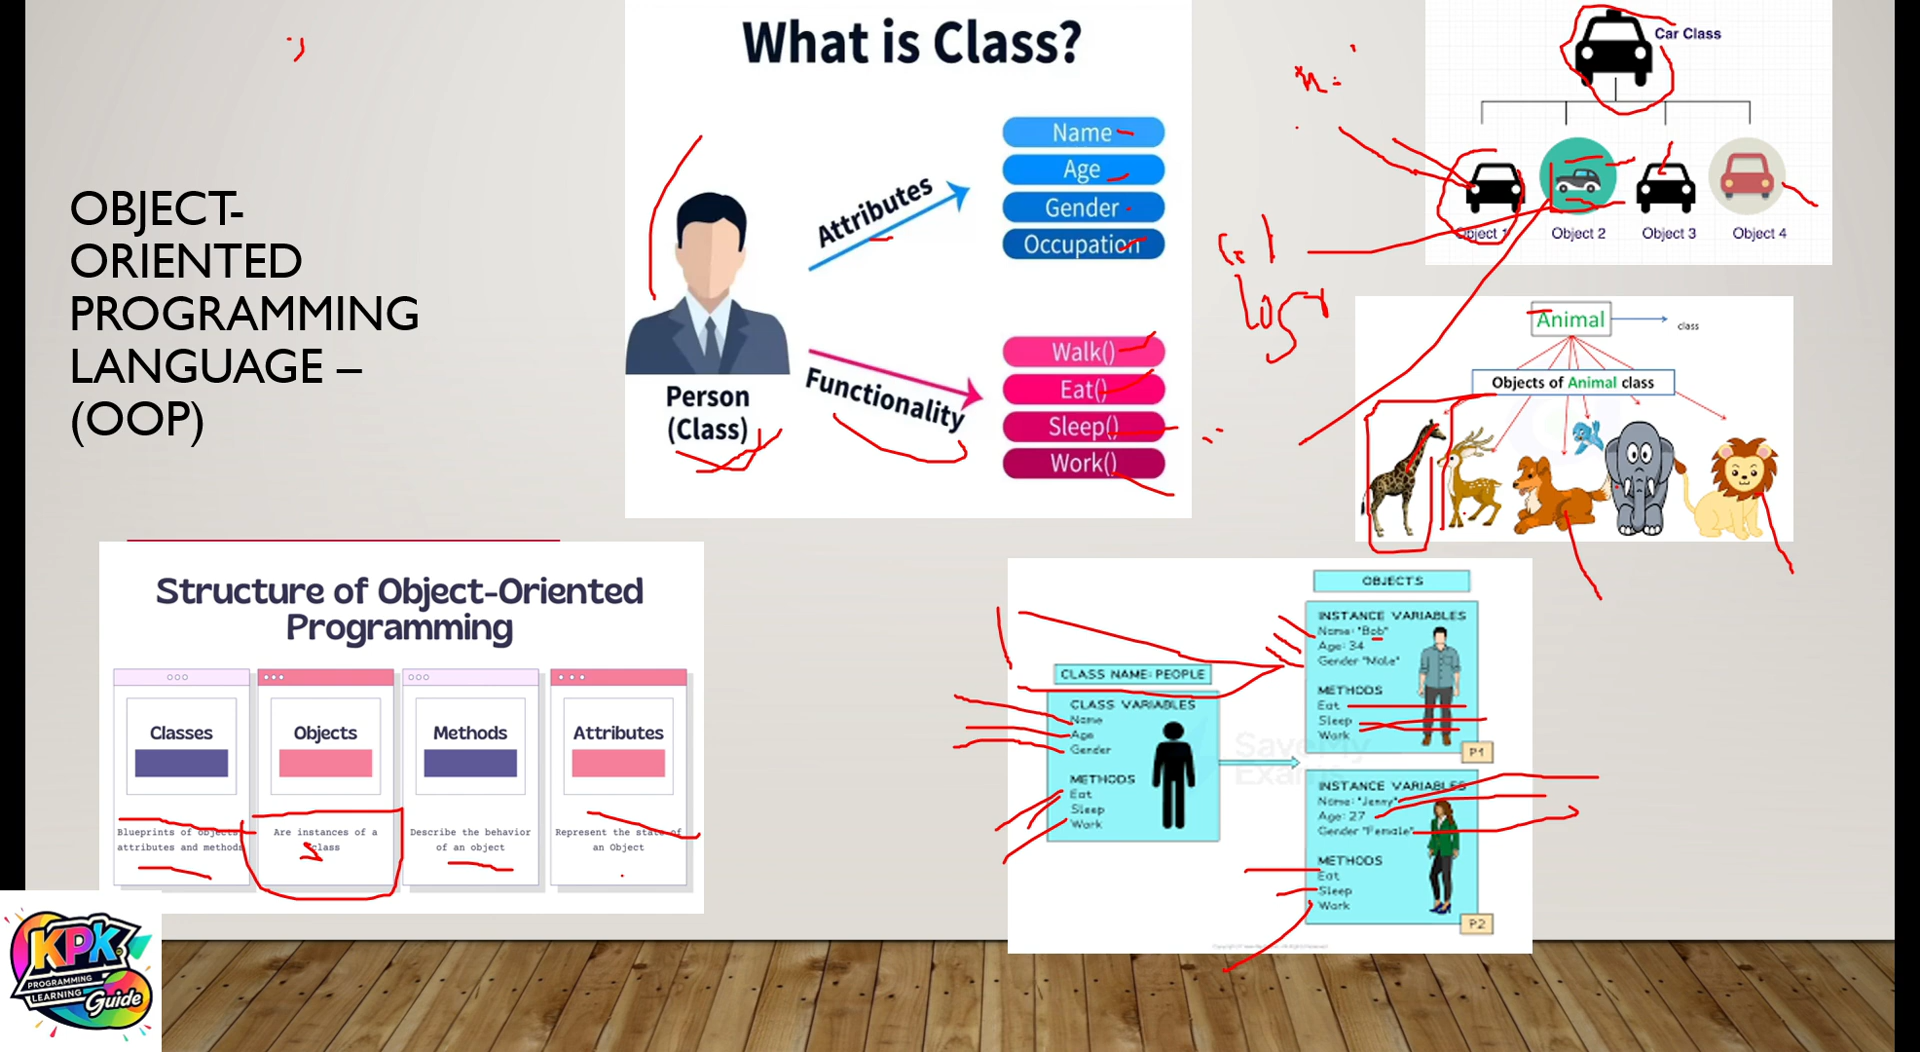 OBJECT-
ORIENTED
PROGRAMMING
LANGUAGE –
(OOP)
What is Class?
Attributes
Name
Age
Gender
Occupation
Functionality
Walk()
Eat()
Sleep()
Work()
Person
(Class)
Car Class
Object 1
Object 2
Object 3
Object 4
Animal
class
Objects of Animal class
Structure of Object-Oriented
Programming
Classes
Objects
Methods
Attributes
Blueprints of objects
attributes and methods
Are instances of a
class
Describe the behavior
of an object
Represent the state of
an Object
CLASS NAME: PEOPLE
CLASS VARIABLES
Name
Age
Gender
METHODS
Eat
Sleep
Work
OBJECTS
INSTANCE VARIABLES
Name: "Bob"
Age: 34
Gender "Male"
METHODS
Eat
Sleep
Work
P1
INSTANCE VARIABLES
Name: "Jenny"
Age: 27
Gender "Female"
METHODS
Eat
Sleep
Work
P2
SaveMy
Exams
KPK
PROGRAMMING
LEARNING
Guide